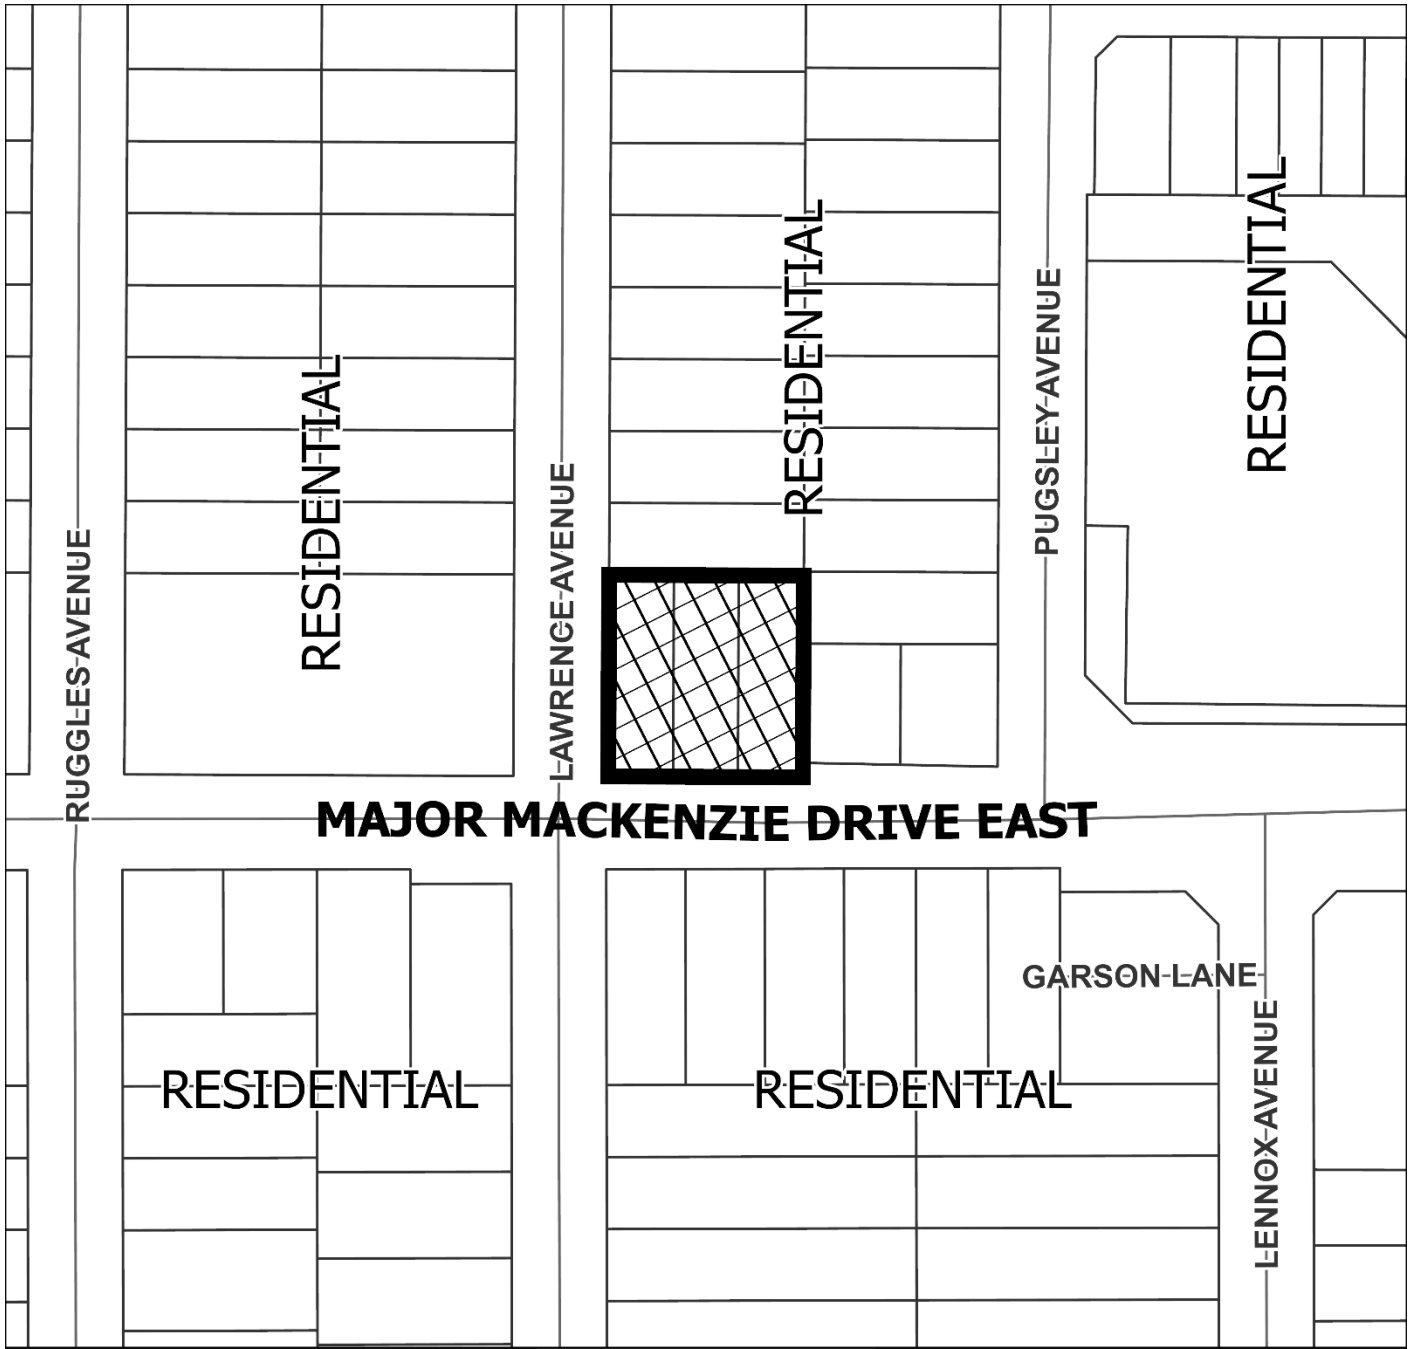 RESIDENTIAL
RESIDENTIAL
RESIDENTIAL
PUGSLEY AVENUE
LAWRENCE AVENUE
RUGGLES AVENUE
MAJOR MACKENZIE DRIVE EAST
GARSON LANE
LENNOX AVENUE
RESIDENTIAL
RESIDENTIAL